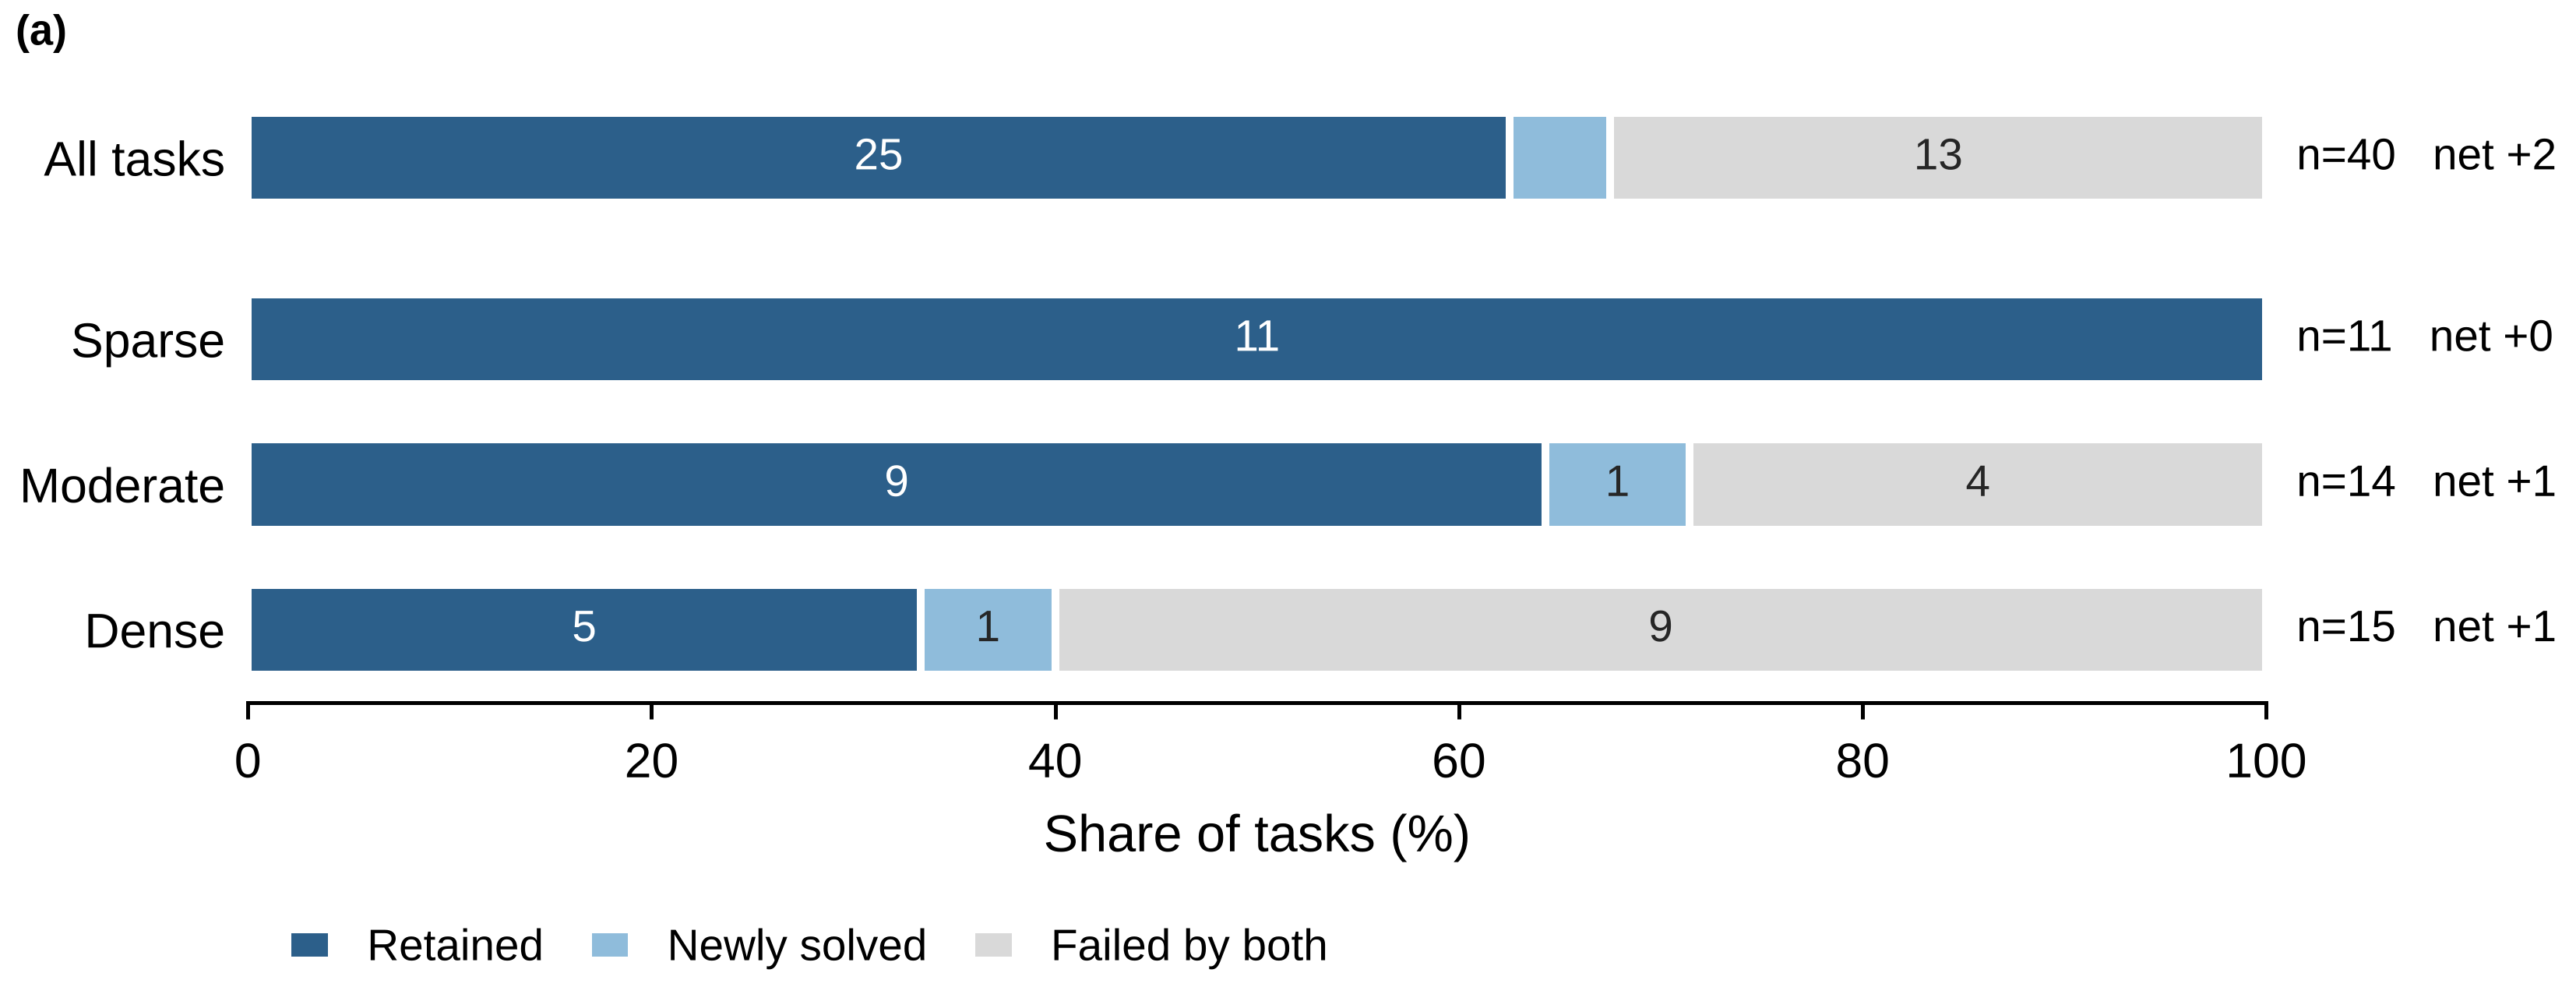 (a)
All tasks 25 13 n=40 net +2
Sparse 11 n=11 net +0
Moderate 9 1 4 n=14 net +1
Dense 5 1 9 n=15 net +1
0 20 40 60 80 100
Share of tasks (%)
Retained Newly solved Failed by both